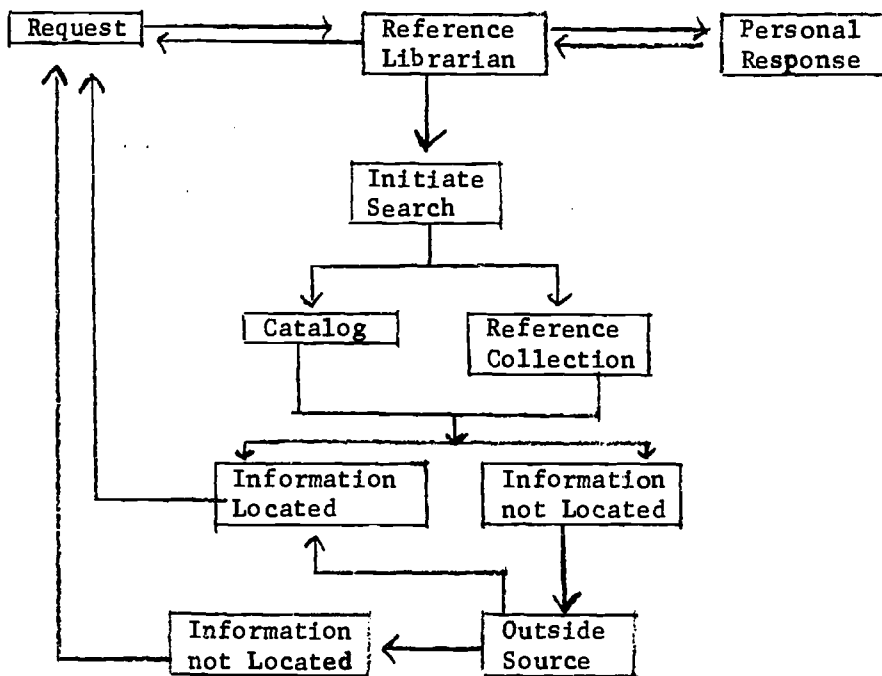 Request
Reference
Librarian
Personal
Response
Initiate
Search
Catalog
Reference
Collection
Information
Located
Information
not Located
Information
not Located
Outside
Source